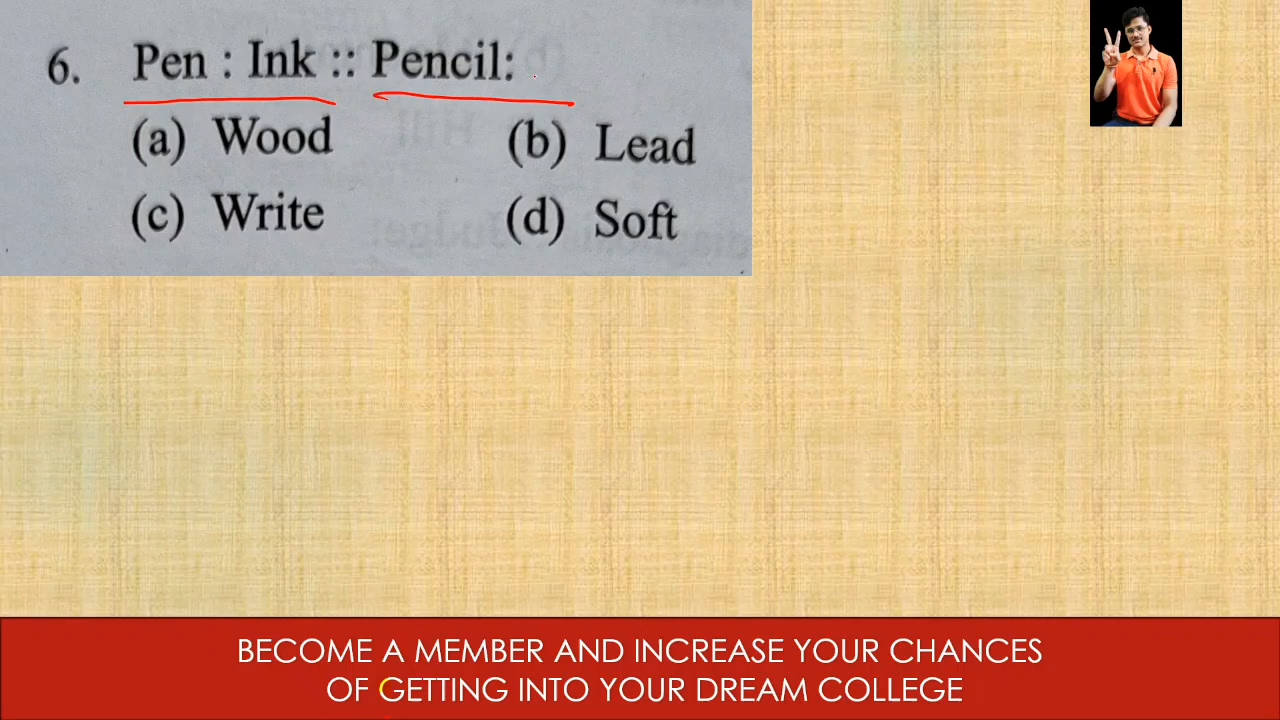 6. Pen : Ink :: Pencil:
(a) Wood (b) Lead
(c) Write (d) Soft
BECOME A MEMBER AND INCREASE YOUR CHANCES
OF GETTING INTO YOUR DREAM COLLEGE